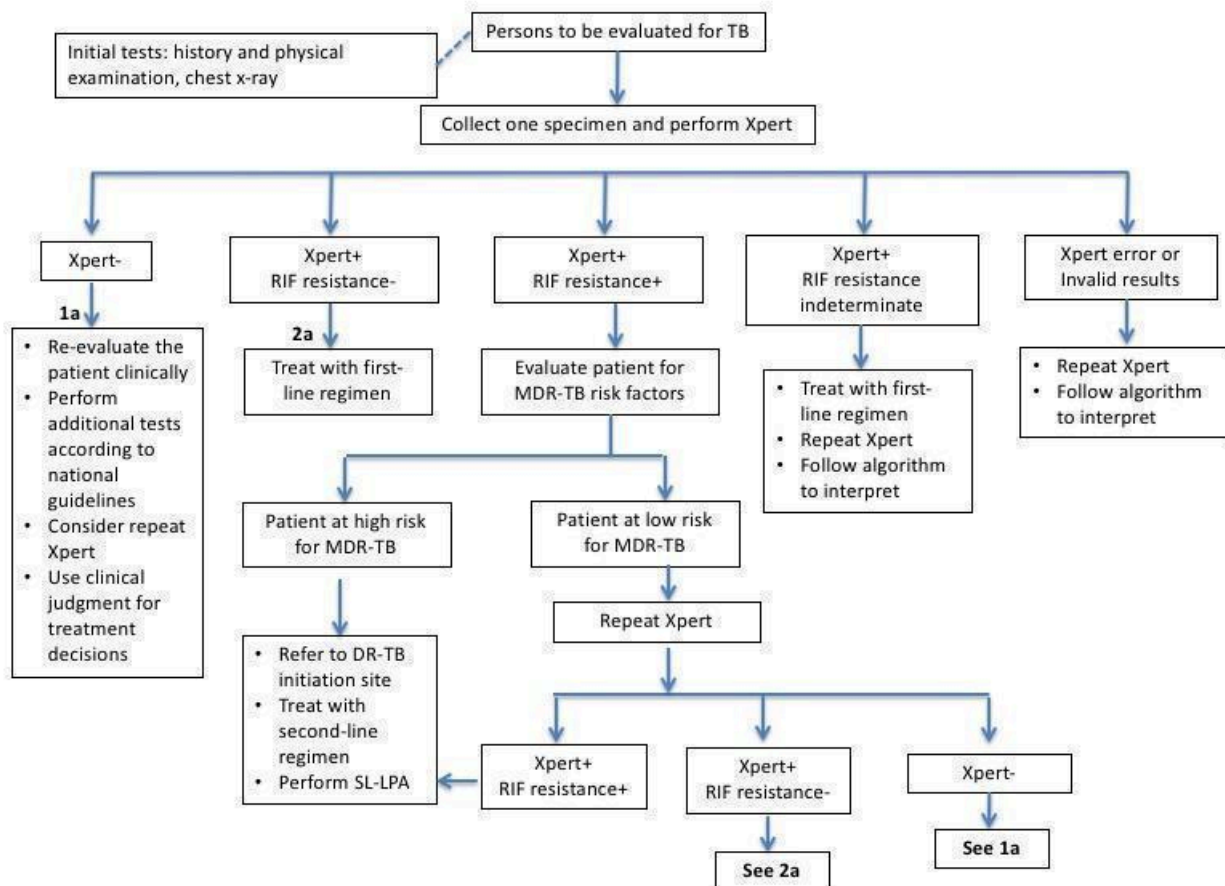 Persons to be evaluated for TB
Initial tests: history and physical
examination, chest x-ray
Collect one specimen and perform Xpert
Xpert-
Xpert+
RIF resistance-
Xpert+
RIF resistance+
Xpert+
RIF resistance
indeterminate
Xpert error or
Invalid results
1a
• Re-evaluate the
patient clinically
• Perform
additional tests
according to
national
guidelines
• Consider repeat
Xpert
• Use clinical
judgment for
treatment
decisions
2a
Treat with first-
line regimen
Evaluate patient for
MDR-TB risk factors
• Treat with first-
line regimen
• Repeat Xpert
• Follow algorithm
to interpret
• Repeat Xpert
• Follow algorithm
to interpret
Patient at high risk
for MDR-TB
Patient at low risk
for MDR-TB
Repeat Xpert
• Refer to DR-TB
initiation site
• Treat with
second-line
regimen
• Perform SL-LPA
Xpert+
RIF resistance+
Xpert+
RIF resistance-
Xpert-
See 2a
See 1a